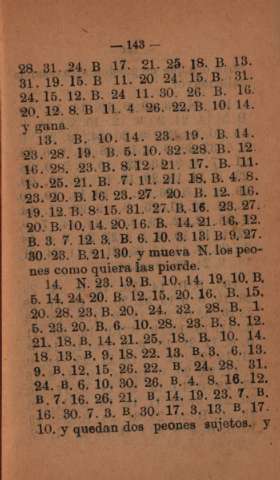 — 143 —
28. 31. 24. B 17. 21. 25. 18. B. 13.
31. 19. 15. B 11. 20 24. 15. B. 31.
24. 15. 12. B. 24 11. 30. 26. B. 16.
20. 12. 8. B 11. 4. 26. 22. B. 10. 14.
y gana.
13. B. 10. 14. 23. 19. B. 14.
23. 28. 19. B. 5. 10. 32. 28. B. 12.
16. 28. 23. B. 8. 12. 21. 17. B. 11.
25. 21. B. 7. 11. 21. 18. B. 4. 8.
23. 20. B. 16. 23. 27. 20. B. 12. 16.
19. 12. B. 8 15. 31. 27. B. 16. 23. 27.
20. B. 10, 14. 20. 16. B. 14. 21. 16. 12.
B. 3. 7. 12. 3. B. 6. 10. 3. 13. B. 9. 27.
30. 23. B. 21. 30. y mueva N. los peo-
nes como quiera las pierde.
14. N. 23. 19, B. 10. 14. 19, 10, B,
5. 14, 24, 20. B. 12. 15. 20. 16. B. 15.
20. 28. 23, B. 20, 24. 32. 28. B. 1.
5. 23. 20. B. 6. 10. 28. 23. B. 8. 12.
21. 18. B. 14. 21. 25. 18. B. 10. 14.
18. 13. B, 9. 18. 22. 13. B, 3. 6. 13.
9. B. 12, 15, 26. 22. B. 24. 28. 31.
24. B. 6. 10. 30. 26, B, 4. 8. 16. 12.
B, 7. 16. 26, 21, B, 14. 19. 23. 7. B.
16. 30. 7. 3. B, 30. 17. 3. 13. B, 17.
10. y quedan dos peones sujetos. y